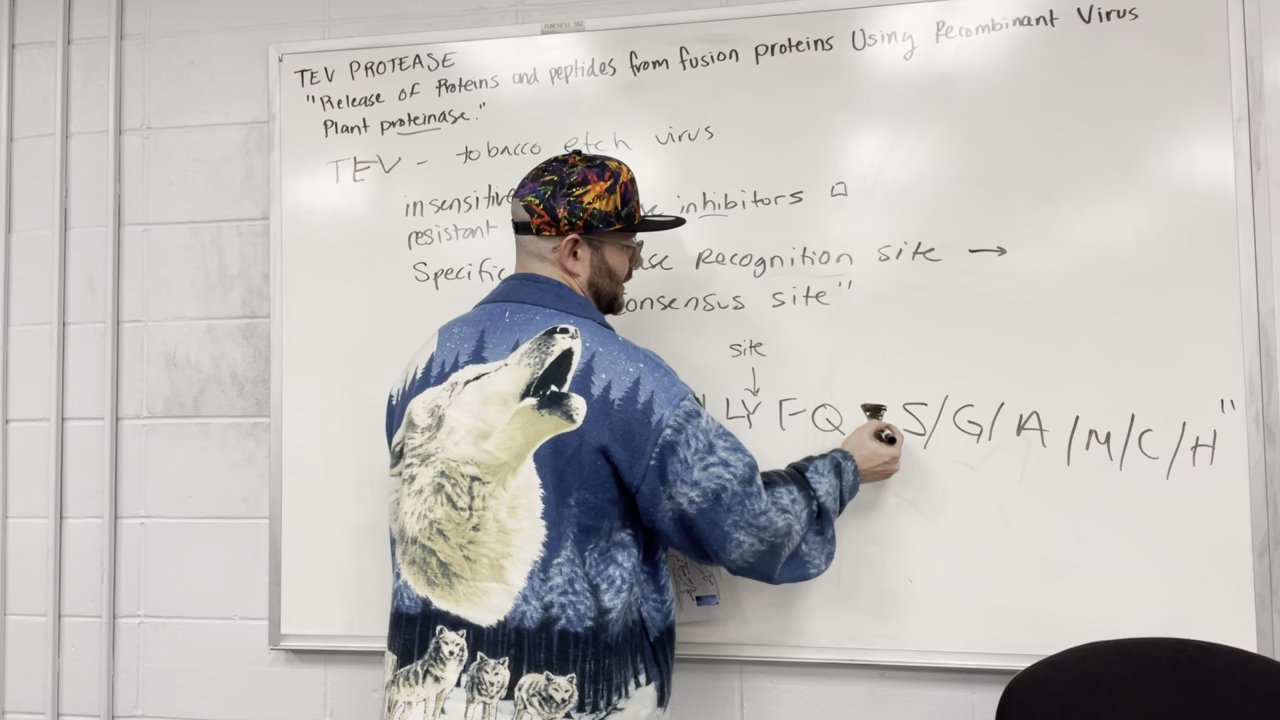 TEV PROTEASE
"Release of Proteins and peptides from fusion proteins Using Recombinant Virus
Plant proteinase."
TEV - tobacco etch virus
insensitive inhibitors
resistant
Specific Recognition site →
consensus site"
site
↓
LYFQ S/G/A/M/C/H"